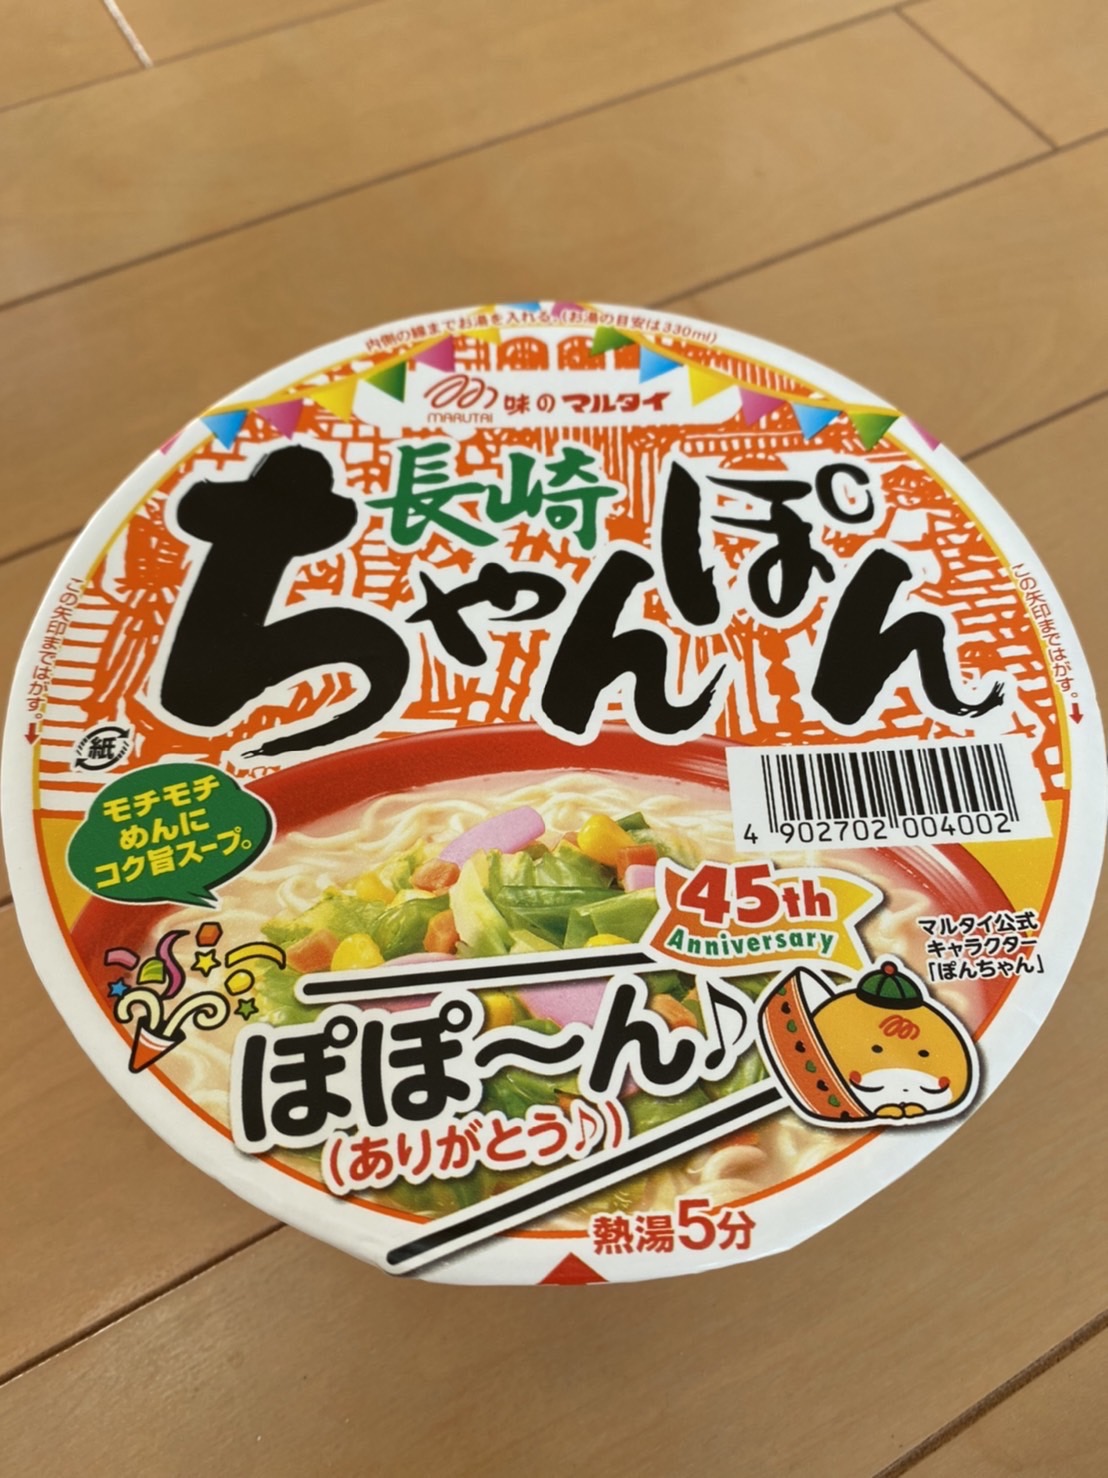 内側の線までお湯を入れる。(お湯の目安は330ml)
MARUTAI
味のマルタイ
長崎
ちゃんぽん
この矢印まではがす。
この矢印まではがす。
紙
モチモチ
めんに
コク旨スープ。
4 902702 004002
45th
Anniversary
マルタイ公式
キャラクター
「ぽんちゃん」
ぽぽ〜ん♪
(ありがとう♪)
熱湯5分